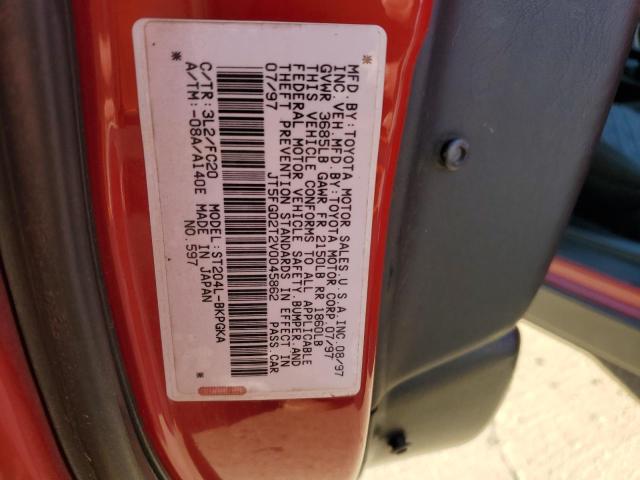 MFD. BY: TOYOTA MOTOR SALES. U.S.A. INC. 08/97
INC. VEH. MFD. BY: TOYOTA MOTOR CORP. 07/97
GVWR 3685LB GAWR FR 2150LB RR 1860LB
THIS VEHICLE CONFORMS TO ALL APPLICABLE
FEDERAL MOTOR VEHICLE SAFETY, BUMPER, AND
THEFT PREVENTION STANDARDS IN EFFECT IN
07/97 JT5FG02T2V0045862 PASS. CAR
C/TR: 3L2/FC20 MODEL: ST204L-BKPGKA
A/TM: -08A/A140E MADE IN JAPAN
NO. 597